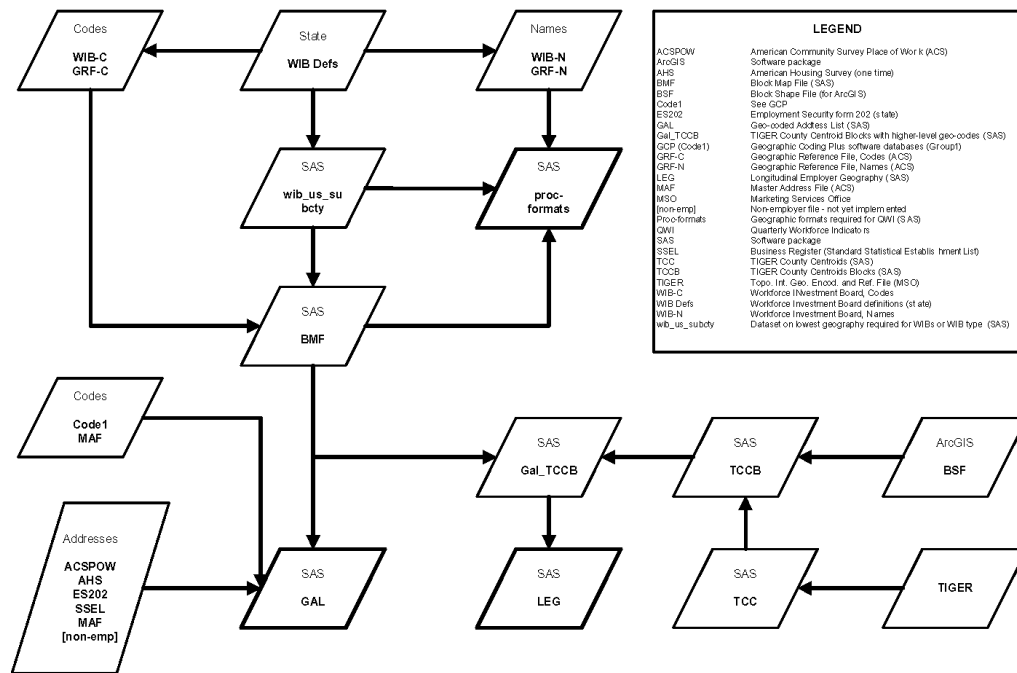 Codes
WIB-C
GRF-C
State
WIB Defs
Names
WIB-N
GRF-N
SAS
wib_us_su
bcty
SAS
proc-
formats
SAS
BMF
Codes
Code1
MAF
SAS
Gal_TCCB
SAS
TCCB
ArcGIS
BSF
Addresses
ACSPOW
AHS
ES202
SSEL
MAF
[non-emp]
SAS
GAL
SAS
LEG
SAS
TCC
TIGER
LEGEND
ACSPOW American Community Survey Place of Work (ACS)
ArcGIS Software package
AHS American Housing Survey (one time)
BMF Block Map File (SAS)
BSF Block Shape File (for ArcGIS)
Code1 See GCP
ES202 Employment Security form 202 (state)
GAL Geo-coded Address List (SAS)
Gal_TCCB TIGER County Centroid Blocks with higher-level geo-codes (SAS)
GCP (Code1) Geographic Coding Plus software databases (Group1)
GRF-C Geographic Reference File, Codes (ACS)
GRF-N Geographic Reference File, Names (ACS)
LEG Longitudinal Employer Geography (SAS)
MAF Master Address File (ACS)
MSO Marketing Services Office
[non-emp] Non-employer file - not yet implemented
Proc-formats Geographic formats required for QWI (SAS)
QWI Quarterly Workforce Indicators
SAS Software package
SSEL Business Register (Standard Statistical Establishment List)
TCC TIGER County Centroids (SAS)
TCCB TIGER County Centroids Blocks (SAS)
TIGER Topo. Int. Geo. Encod. and Ref. File (MSO)
WIB-C Workforce INvestment Board, Codes
WIB Defs Workforce Investment Board definitions (state)
WIB-N Workforce Investment Board, Names
wib_us_subcty Dataset on lowest geography required for WIBs or WIB type (SAS)